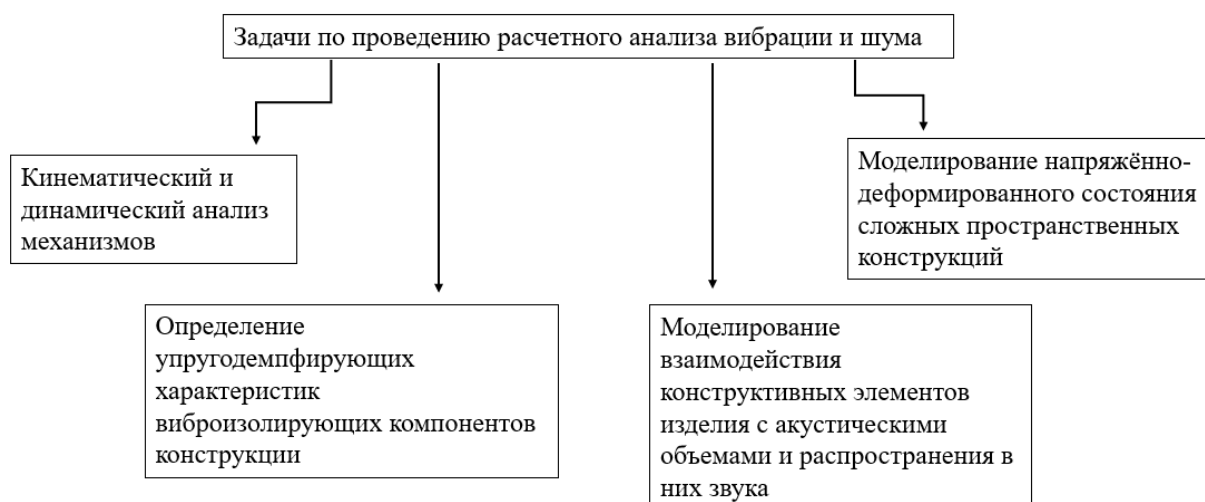 Задачи по проведению расчетного анализа вибрации и шума
Кинематический и
динамический анализ
механизмов
Моделирование напряжённо-
деформированного состояния
сложных пространственных
конструкций
Определение
упругодемпфирующих
характеристик
виброизолирующих компонентов
конструкции
Моделирование
взаимодействия
конструктивных элементов
изделия с акустическими
объемами и распространения в
них звука